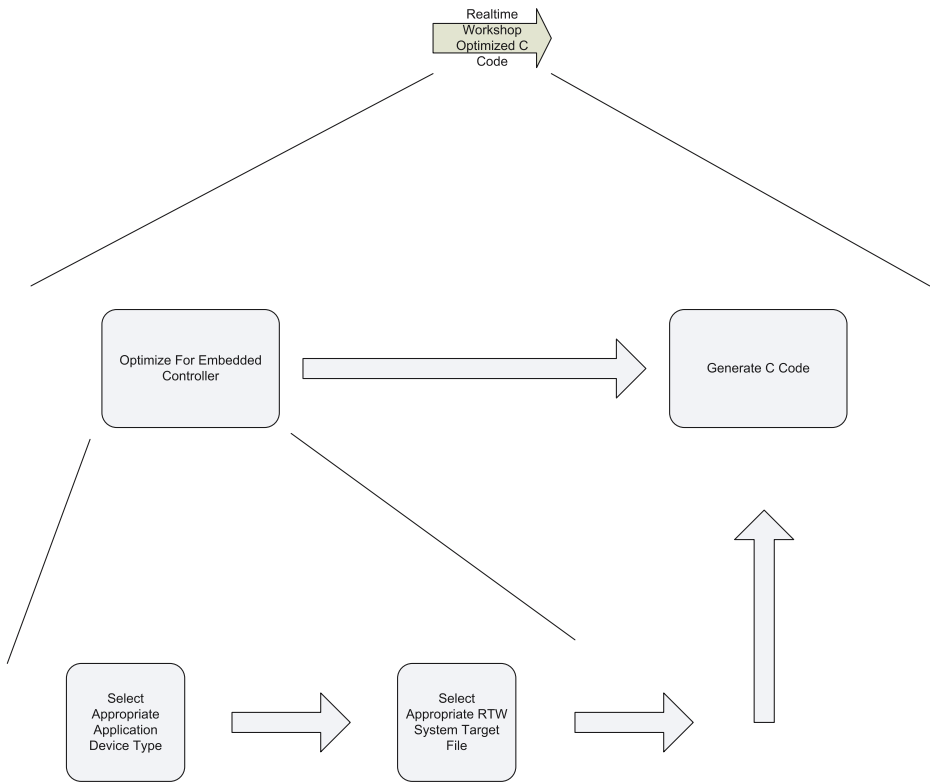 Realtime
Workshop
Optimized C
Code
Optimize For Embedded
Controller
Generate C Code
Select
Appropriate
Application
Device Type
Select
Appropriate RTW
System Target
File